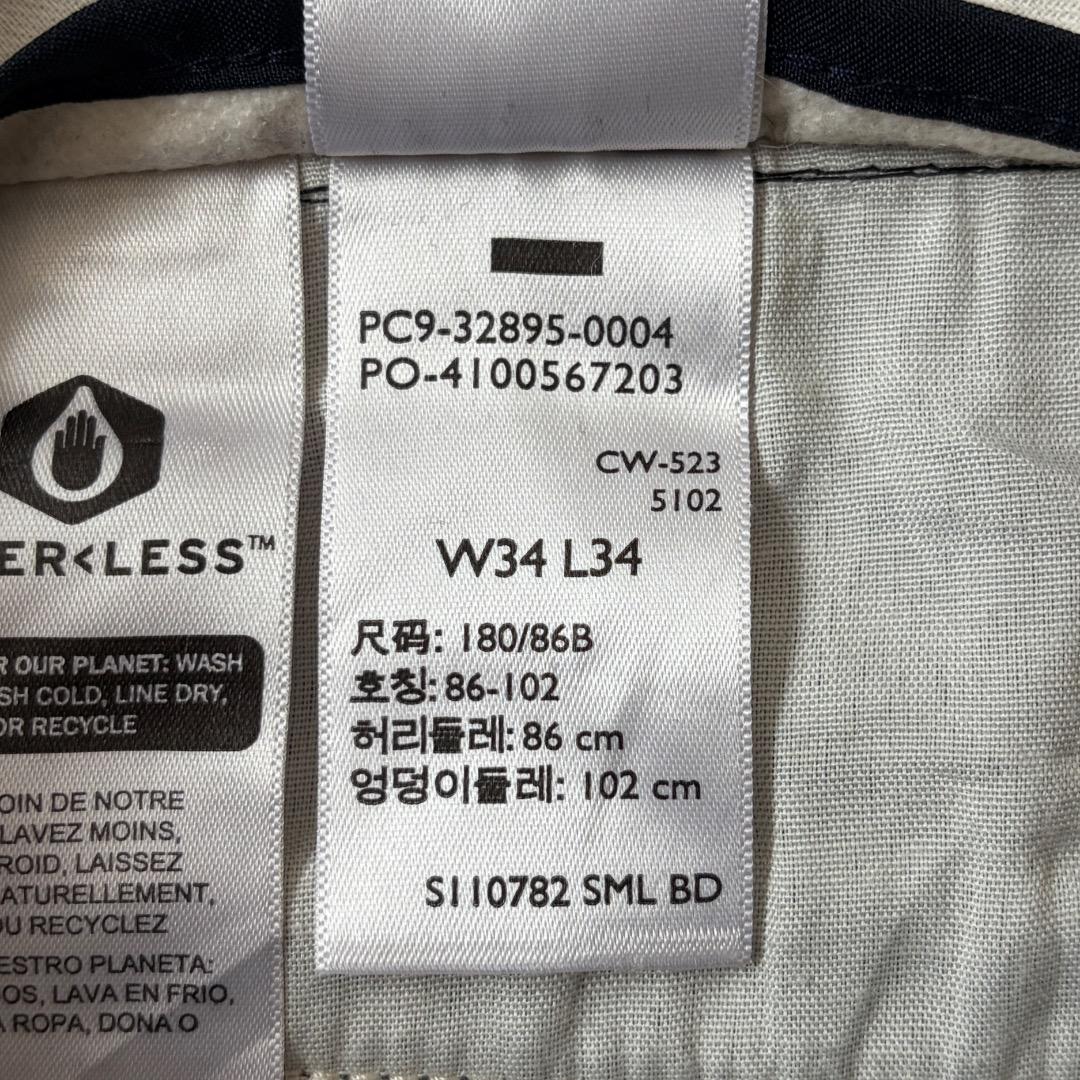 ER<LESS™
R OUR PLANET: WASH
SH COLD, LINE DRY,
OR RECYCLE
OIN DE NOTRE
LAVEZ MOINS,
ROID, LAISSEZ
ATURELLEMENT,
OU RECYCLEZ
ESTRO PLANETA:
OS, LAVA EN FRIO,
A ROPA, DONA O
PC9-32895-0004
PO-4100567203
CW-523
5102
W34 L34
尺码: 180/86B
호칭: 86-102
허리둘레: 86 cm
엉덩이둘레: 102 cm
S110782 SML BD